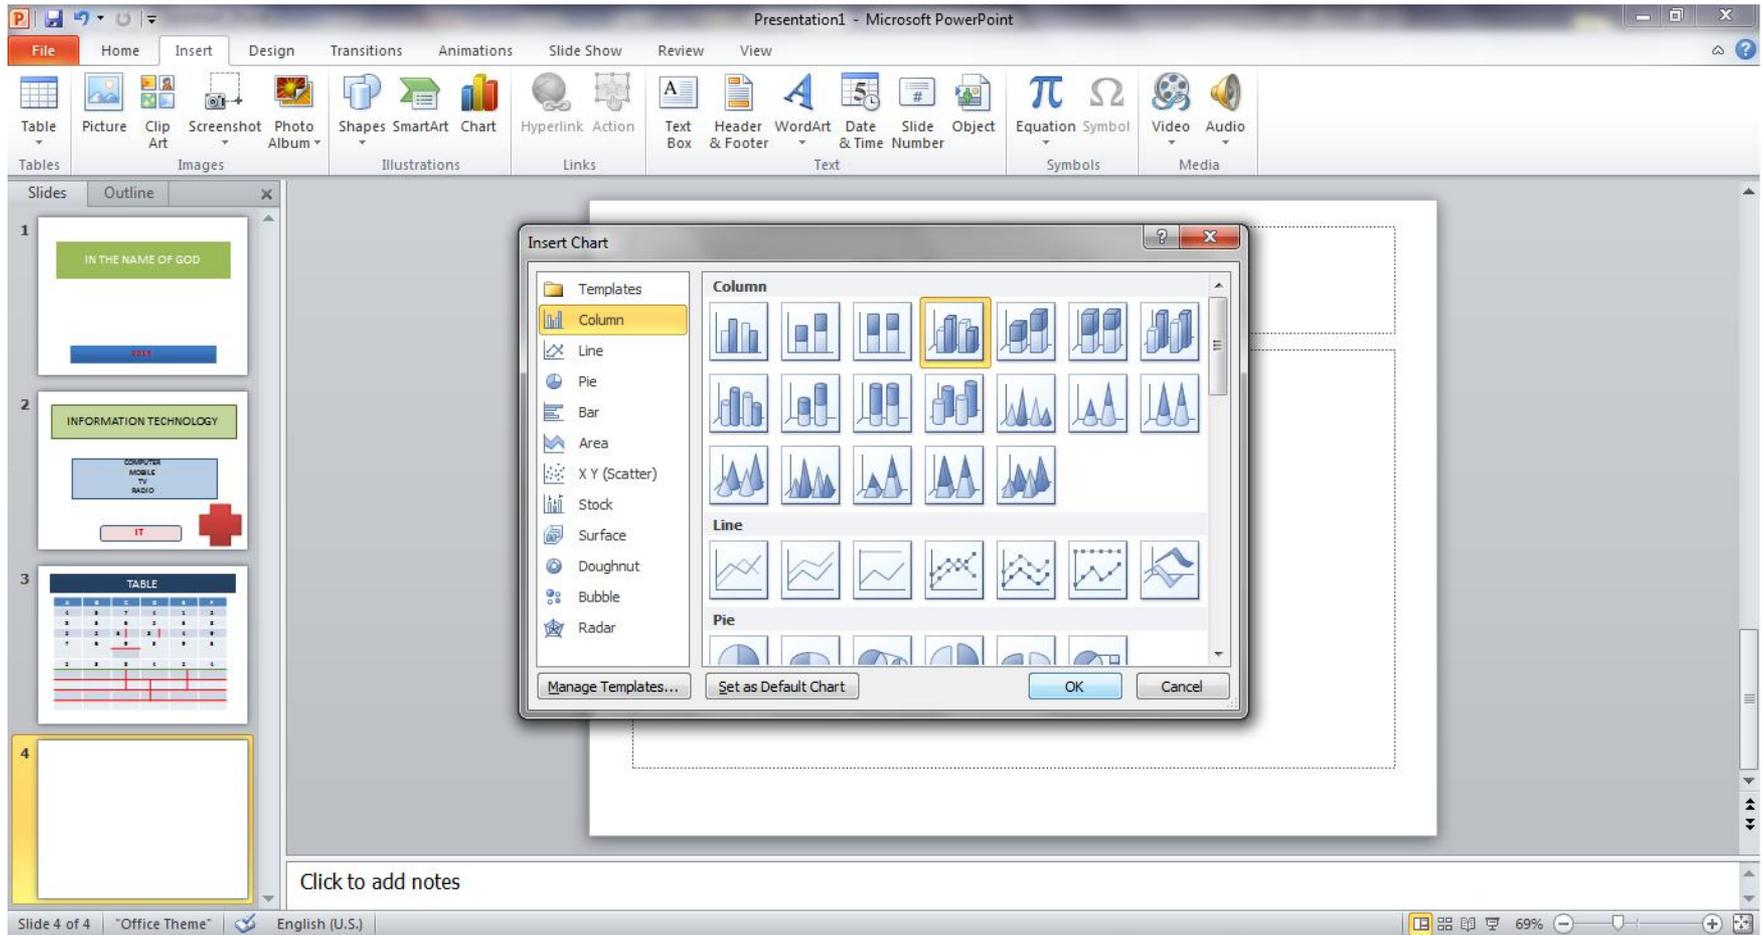 Presentation1 - Microsoft PowerPoint
File Home Insert Design Transitions Animations Slide Show Review View
Table
Picture
Clip Art
Screenshot
Photo Album
Shapes
SmartArt
Chart
Hyperlink
Action
Text Box
Header & Footer
WordArt
Date & Time
Slide Number
Object
Equation
Symbol
Video
Audio
Tables Images Illustrations Links Text Symbols Media
Slides Outline
1
IN THE NAME OF GOD
2
INFORMATION TECHNOLOGY
COMPUTER
MOBILE
TV
RADIO
IT
3
TABLE
4
Insert Chart
Templates
Column
Line
Pie
Bar
Area
X Y (Scatter)
Stock
Surface
Doughnut
Bubble
Radar
Column
Line
Pie
Manage Templates...
Set as Default Chart
OK
Cancel
Click to add notes
Slide 4 of 4
"Office Theme"
English (U.S.)
69%